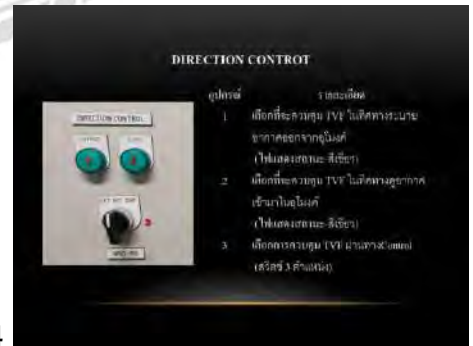 DIRECTION CONTROT
อุปกรณ์ รายละเอียด
DIRECTION CONTROL
1 เลือกที่จะควบคุม TVF ในทิศทางระบาย
อากาศออกจากอุโมงค์
(ไฟแสดงสถานะ-สีเขียว)
2 เลือกที่จะควบคุม TVF ในทิศทางดูดอากาศ
เข้ามาในอุโมงค์
(ไฟแสดงสถานะ-สีเขียว)
3 เลือกการควบคุม TVF ผ่านทางControl
(สวิตช์ 3 ตำแหน่ง)
3